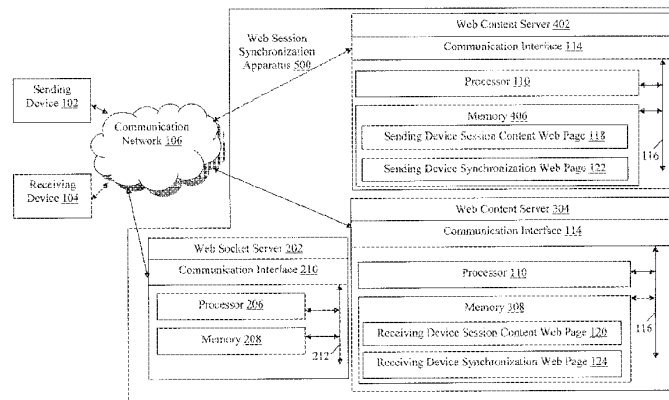 Web Session
Synchronization
Apparatus 500
Web Content Server 402
Communication Interface 114
Processor 110
Memory 406
Sending Device Session Content Web Page 118
Sending Device Synchronization Web Page 122
116
Sending
Device 102
Communication
Network 106
Receiving
Device 104
Web Content Server 304
Communication Interface 114
Processor 110
Memory 308
Receiving Device Session Content Web Page 120
Receiving Device Synchronization Web Page 124
116
Web Socket Server 202
Communication Interface 210
Processor 206
Memory 208
212